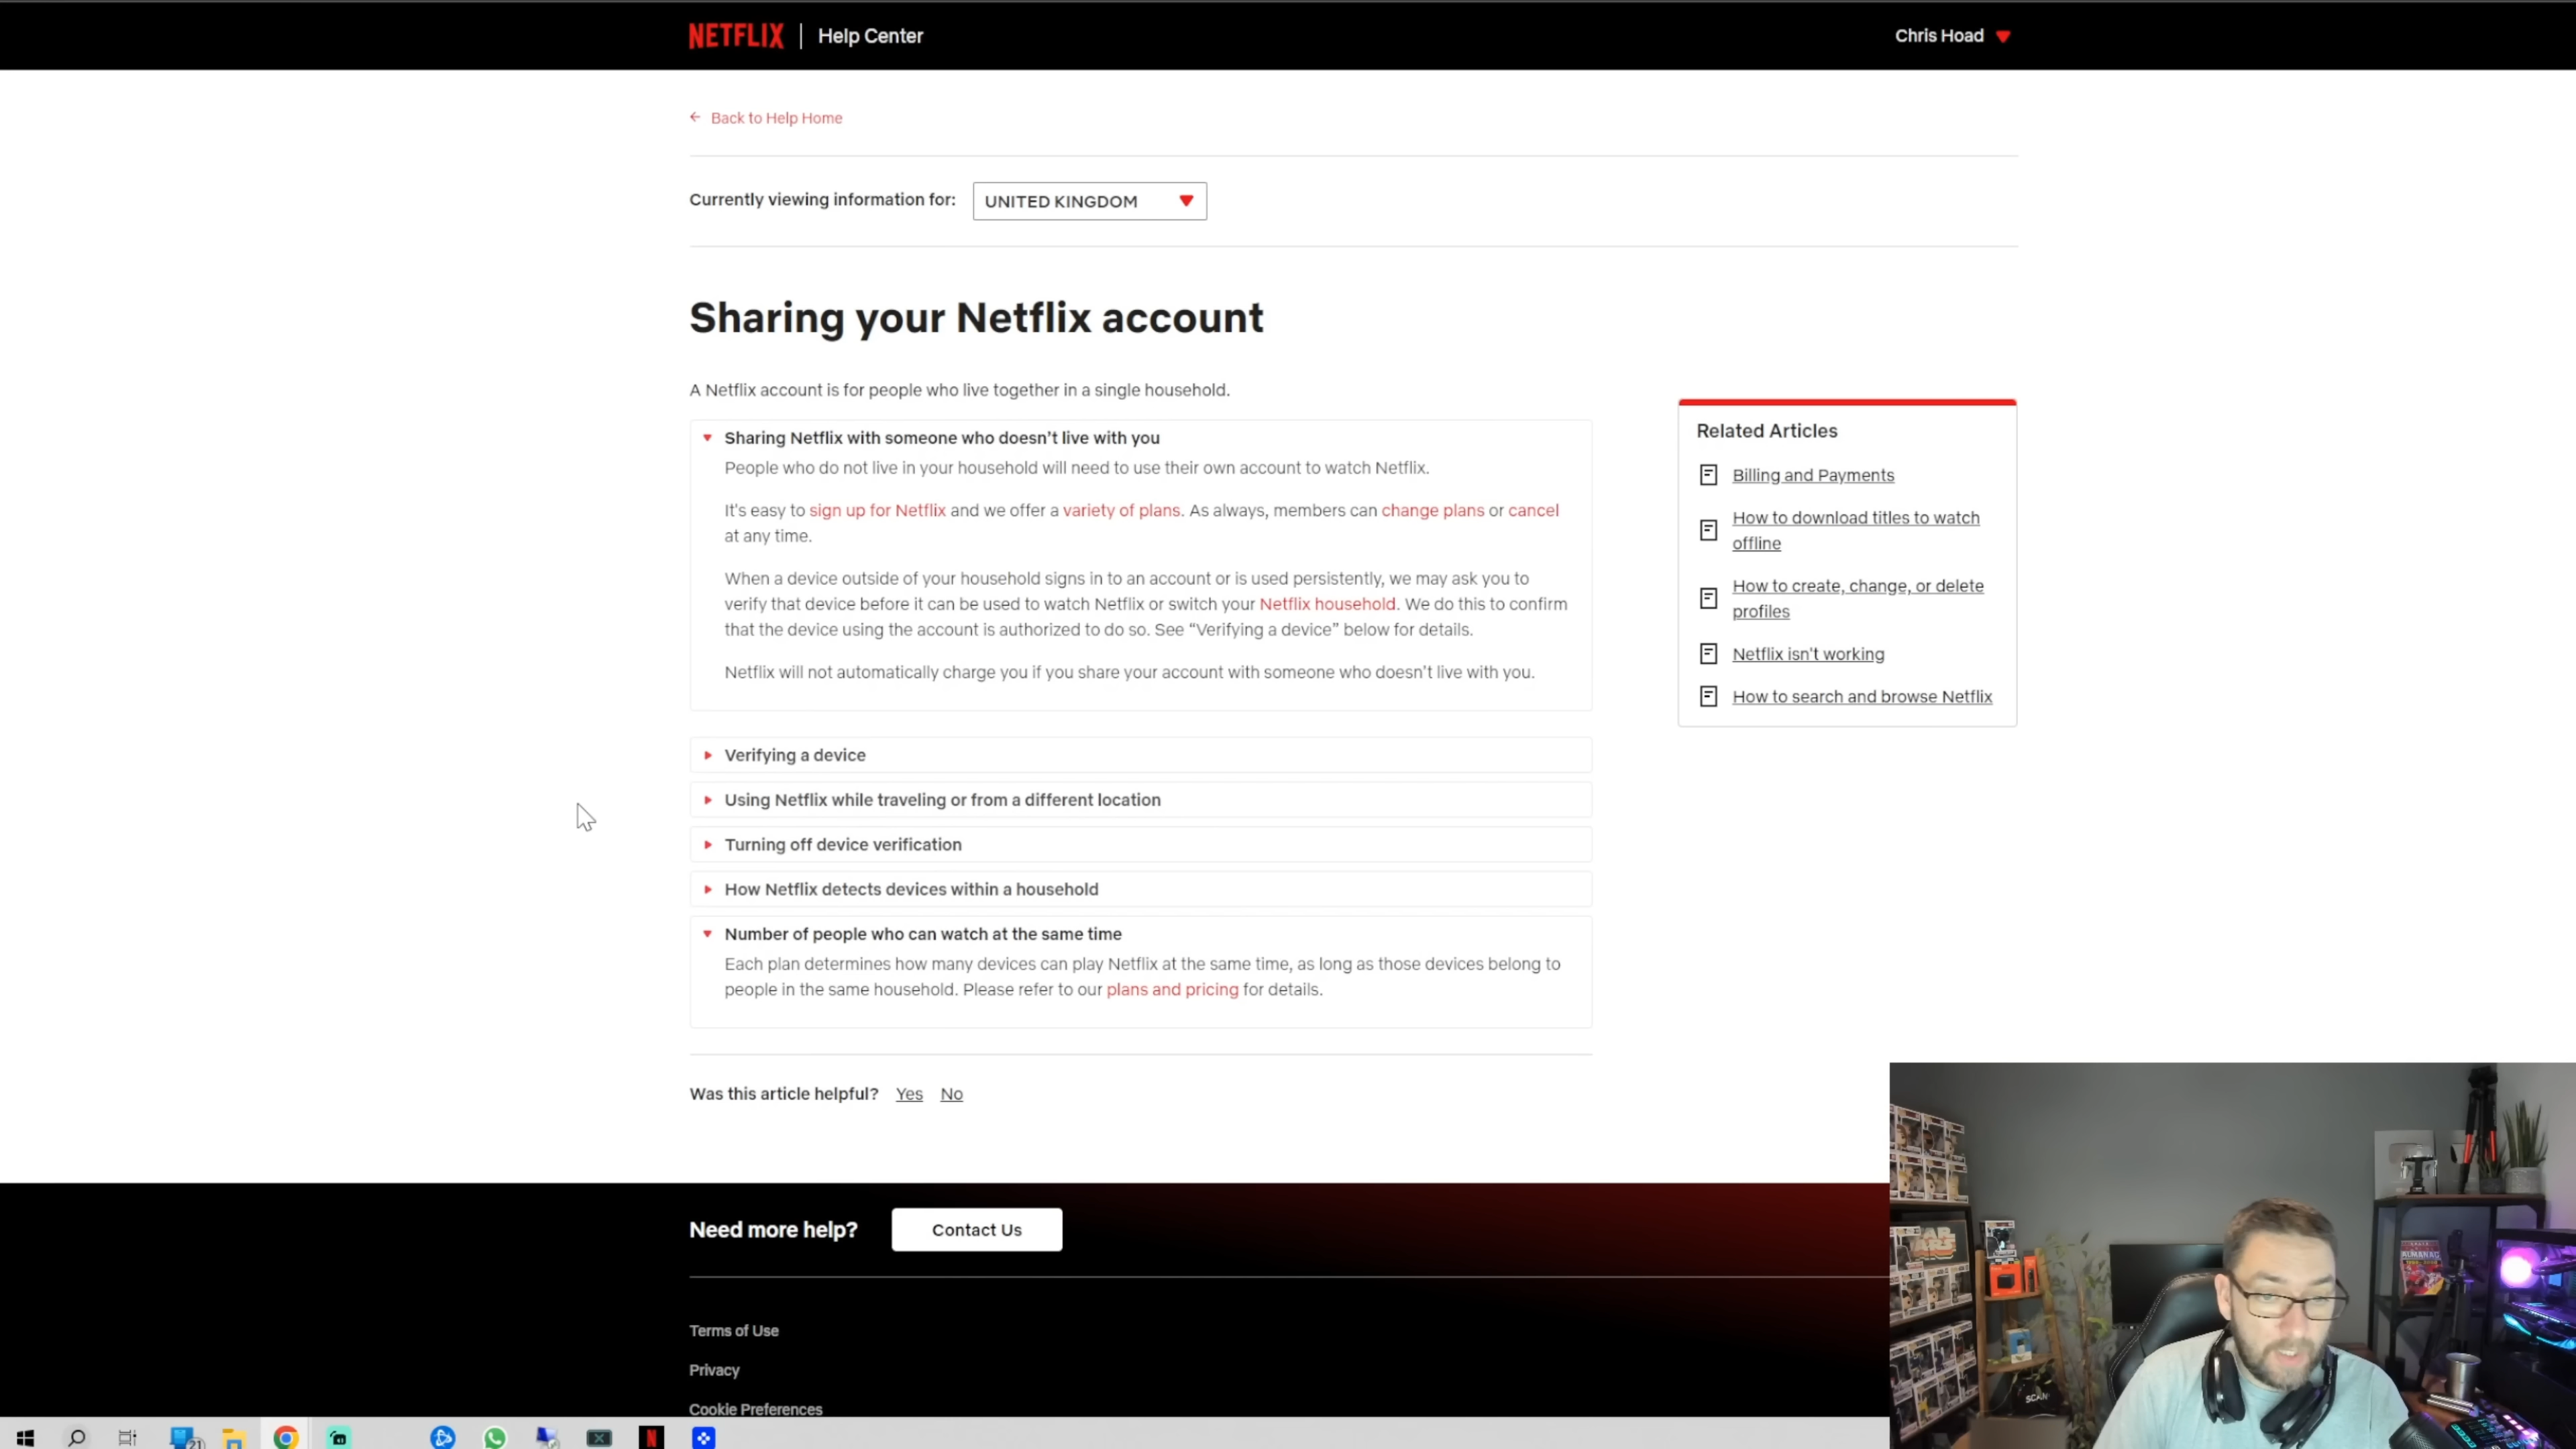 NETFLIX | Help Center
Chris Hoad
Back to Help Home
Currently viewing information for: UNITED KINGDOM
Sharing your Netflix account
A Netflix account is for people who live together in a single household.
Sharing Netflix with someone who doesn't live with you
People who do not live in your household will need to use their own account to watch Netflix.
It's easy to sign up for Netflix and we offer a variety of plans. As always, members can change plans or cancel
at any time.
When a device outside of your household signs in to an account or is used persistently, we may ask you to
verify that device before it can be used to watch Netflix or switch your Netflix household. We do this to confirm
that the device using the account is authorized to do so. See “Verifying a device” below for details.
Netflix will not automatically charge you if you share your account with someone who doesn't live with you.
Verifying a device
Using Netflix while traveling or from a different location
Turning off device verification
How Netflix detects devices within a household
Number of people who can watch at the same time
Each plan determines how many devices can play Netflix at the same time, as long as those devices belong to
people in the same household. Please refer to our plans and pricing for details.
Related Articles
Billing and Payments
How to download titles to watch
offline
How to create, change, or delete
profiles
Netflix isn't working
How to search and browse Netflix
Was this article helpful? Yes No
Need more help? Contact Us
Terms of Use
Privacy
Cookie Preferences
ALMANAC
SCAN
21
N